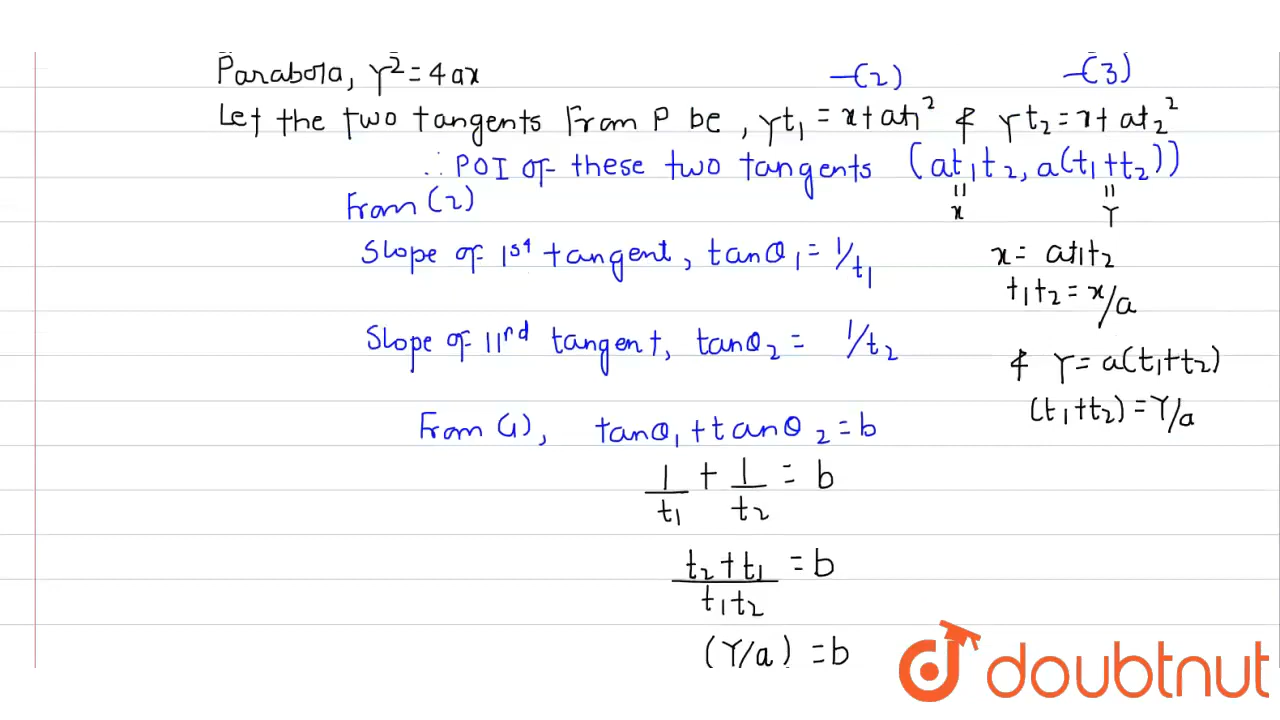 Parabola, Y²=4ax
—(2) —(3)
Let the two tangents From P be, yt₁ = x+at₁² & yt₂=x+at₂²
∴ POI of these two tangents (at₁t₂, a(t₁+t₂))
From (2)
॥ ॥
x Y
Slope of 1st tangent, tanθ₁=1/t₁
x= at₁t₂
t₁t₂=x/a
Slope of IInd tangent, tanθ₂= 1/t₂
& Y= a(t₁+t₂)
(t₁+t₂)=Y/a
From (1), tanθ₁+tanθ₂=b
1/t₁ + 1/t₂ = b
t₂+t₁/t₁t₂ =b
(Y/a) =b
doubtnut